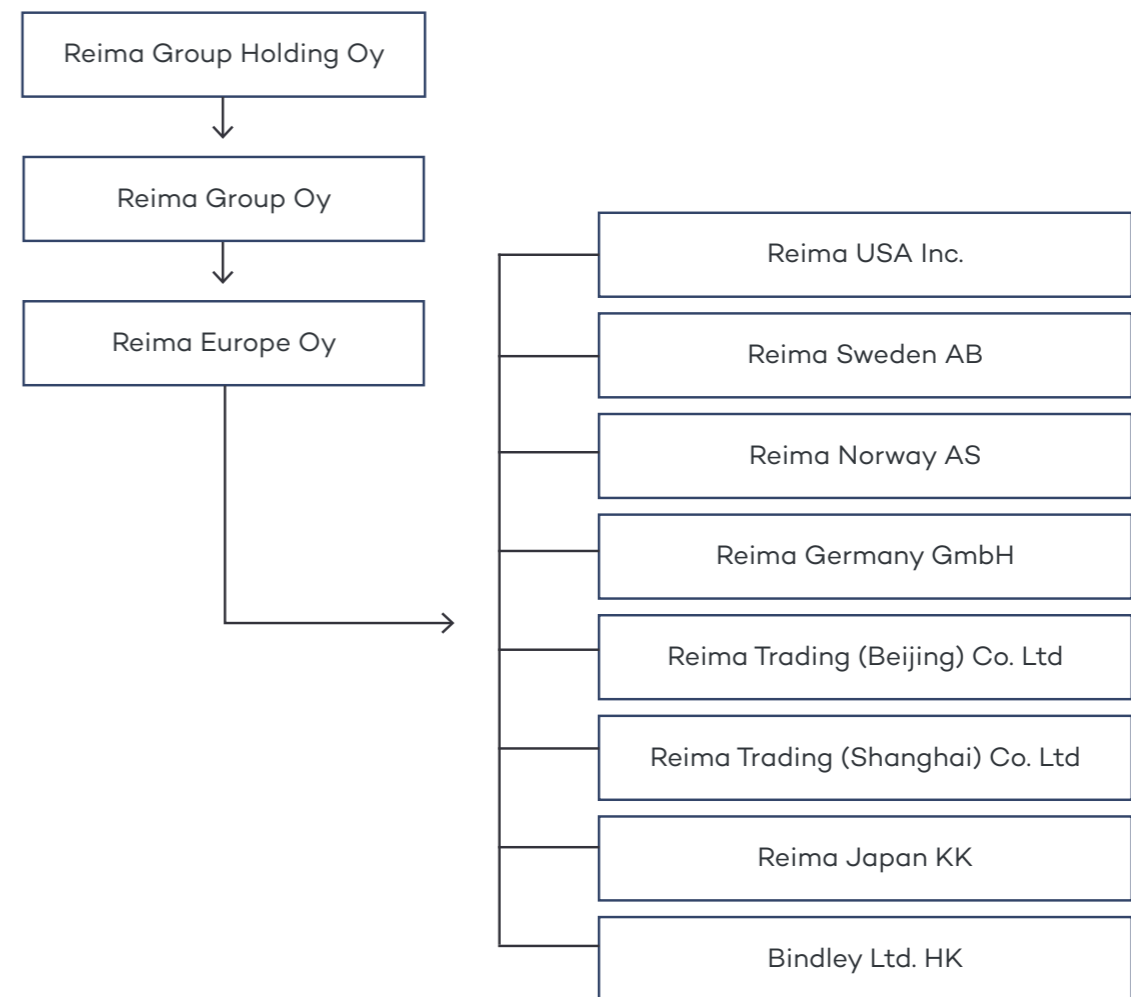 Reima Group Holding Oy
Reima Group Oy
Reima Europe Oy
Reima USA Inc.
Reima Sweden AB
Reima Norway AS
Reima Germany GmbH
Reima Trading (Beijing) Co. Ltd
Reima Trading (Shanghai) Co. Ltd
Reima Japan KK
Bindley Ltd. HK